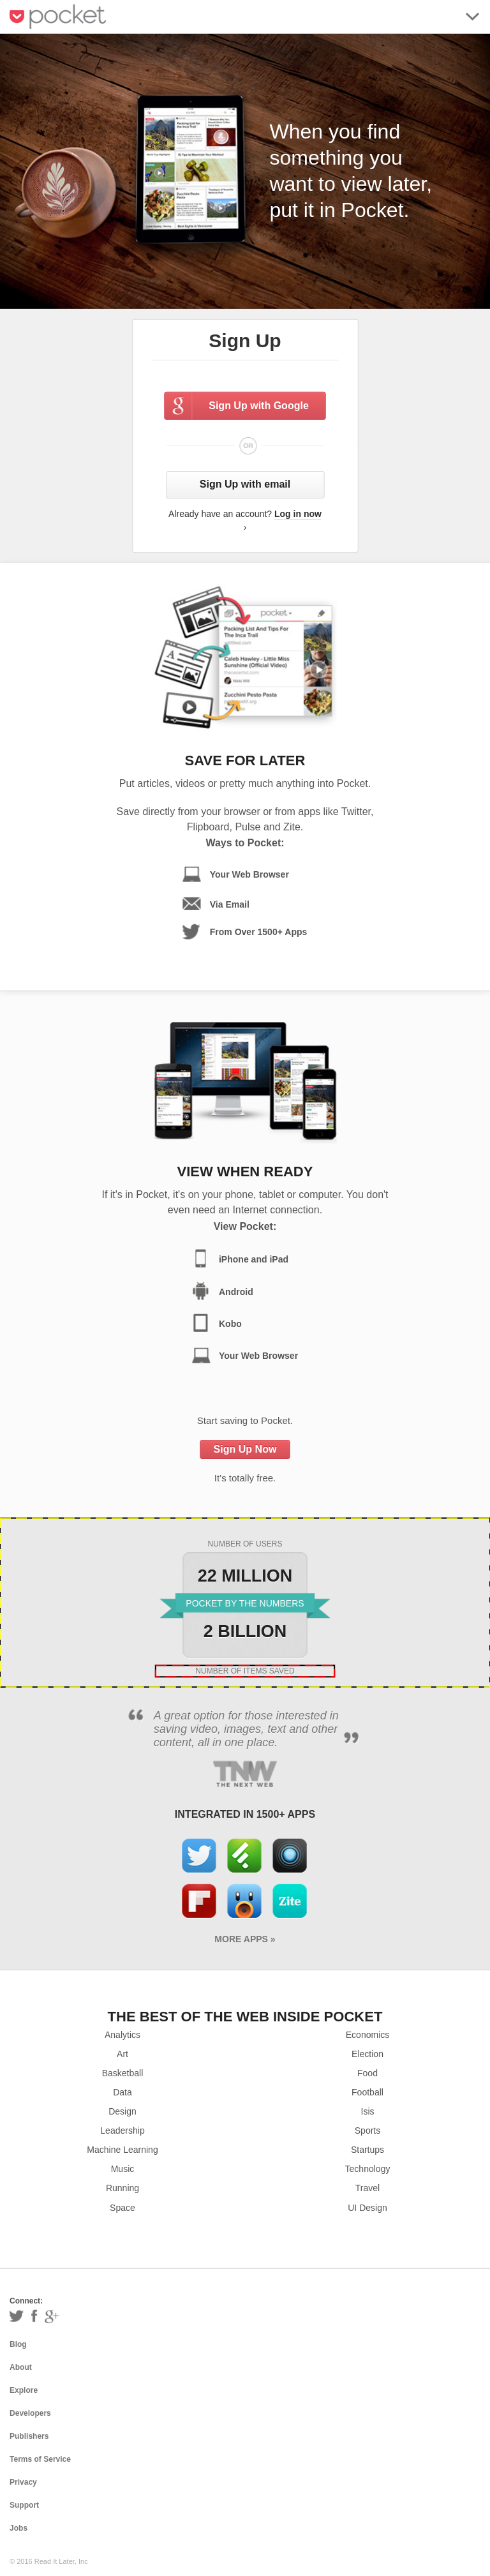 pocket
When you find
something you
want to view later,
put it in Pocket.
Sign Up
Sign Up with Google
OR
Sign Up with email
Already have an account? Log in now
›
pocket
Packing List And Tips For
The Inca Trail
Caleb Hawley - Little Miss
Sunshine (Official Video)
Zucchini Pesto Pasta
SAVE FOR LATER
Put articles, videos or pretty much anything into Pocket.
Save directly from your browser or from apps like Twitter,
Flipboard, Pulse and Zite.
Ways to Pocket:
Your Web Browser
Via Email
From Over 1500+ Apps
VIEW WHEN READY
If it's in Pocket, it's on your phone, tablet or computer. You don't
even need an Internet connection.
View Pocket:
iPhone and iPad
Android
Kobo
Your Web Browser
Start saving to Pocket.
Sign Up Now
It's totally free.
NUMBER OF USERS
22 MILLION
POCKET BY THE NUMBERS
2 BILLION
NUMBER OF ITEMS SAVED
“ A great option for those interested in
saving video, images, text and other
content, all in one place. ”
TNW
THE NEXT WEB
INTEGRATED IN 1500+ APPS
Zite
MORE APPS »
THE BEST OF THE WEB INSIDE POCKET
Analytics
Art
Basketball
Data
Design
Leadership
Machine Learning
Music
Running
Space
Economics
Election
Food
Football
Isis
Sports
Startups
Technology
Travel
UI Design
Connect:
Blog
About
Explore
Developers
Publishers
Terms of Service
Privacy
Support
Jobs
© 2016 Read It Later, Inc